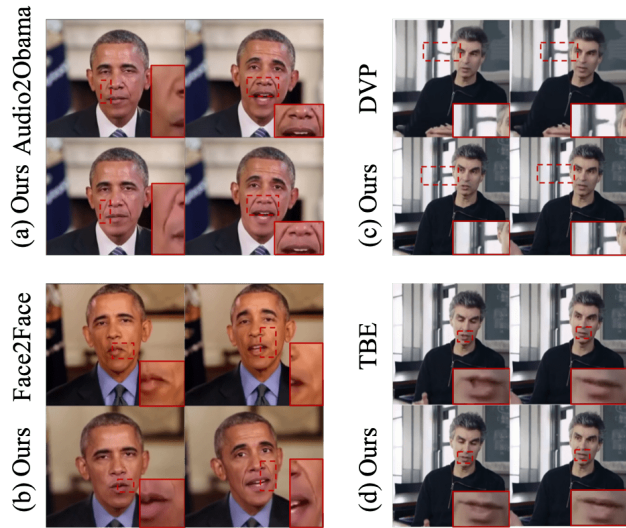 Audio2Obama
(a) Ours
Face2Face
(b) Ours
DVP
(c) Ours
TBE
(d) Ours